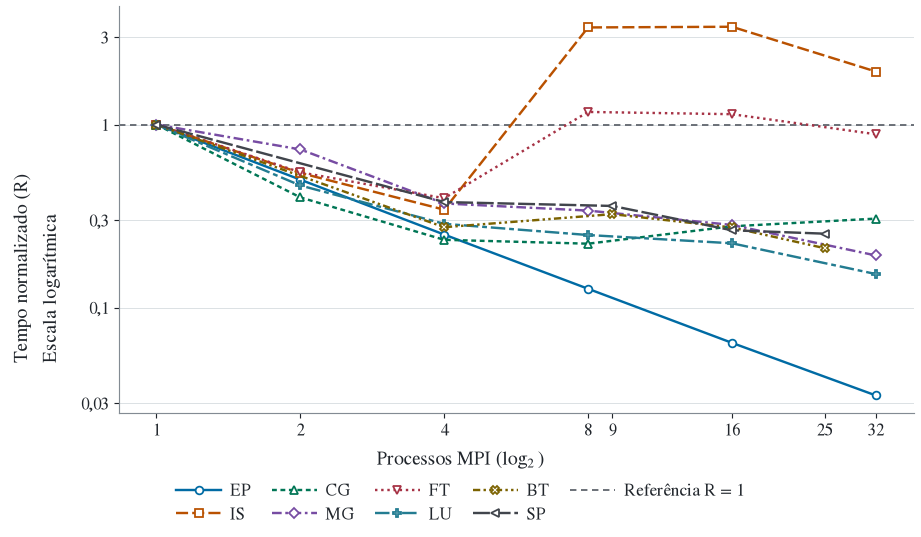 Tempo normalizado (R)
Escala logarítmica
3
1
0,3
0,1
0,03
1 2 4 8 9 16 25 32
Processos MPI (log2 )
EP CG FT BT Referência R = 1
IS MG LU SP